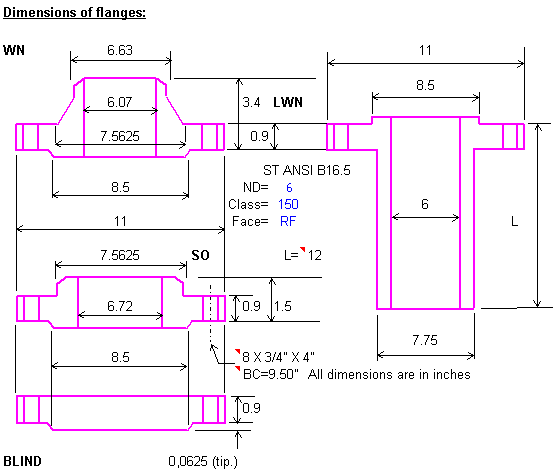 Dimensions of flanges:
WN
6.63
11
8.5
6.07
3.4
LWN
7.5625
0.9
8.5
ST ANSI B16.5
ND= 6
Class= 150
Face= RF
6
L
11
7.5625
SO
L= 12
6.72
0.9
1.5
7.75
8.5
8 X 3/4" X 4"
BC=9.50" All dimensions are in inches
0.9
BLIND
0,0625 (tip.)